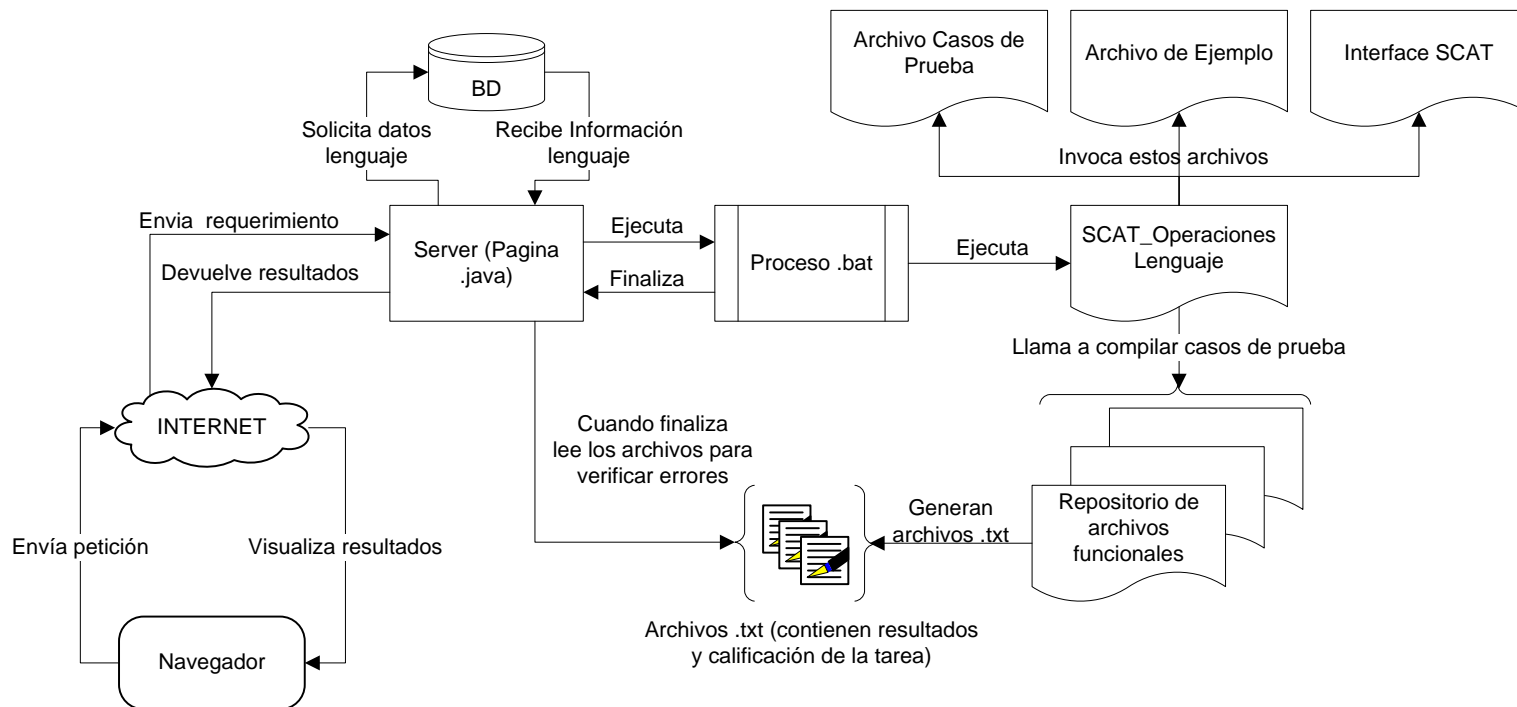 Archivo Casos de
Prueba
Archivo de Ejemplo
Interface SCAT
BD
Solicita datos
lenguaje
Recibe Información
lenguaje
Invoca estos archivos
Envia requerimiento
Server (Pagina
.java)
Ejecuta
Finaliza
Proceso .bat
Ejecuta
SCAT_Operaciones
Lenguaje
Devuelve resultados
Llama a compilar casos de prueba
INTERNET
Cuando finaliza
lee los archivos para
verificar errores
Envía petición
Visualiza resultados
Generan
archivos .txt
Repositorio de
archivos
funcionales
Archivos .txt (contienen resultados
y calificación de la tarea)
Navegador